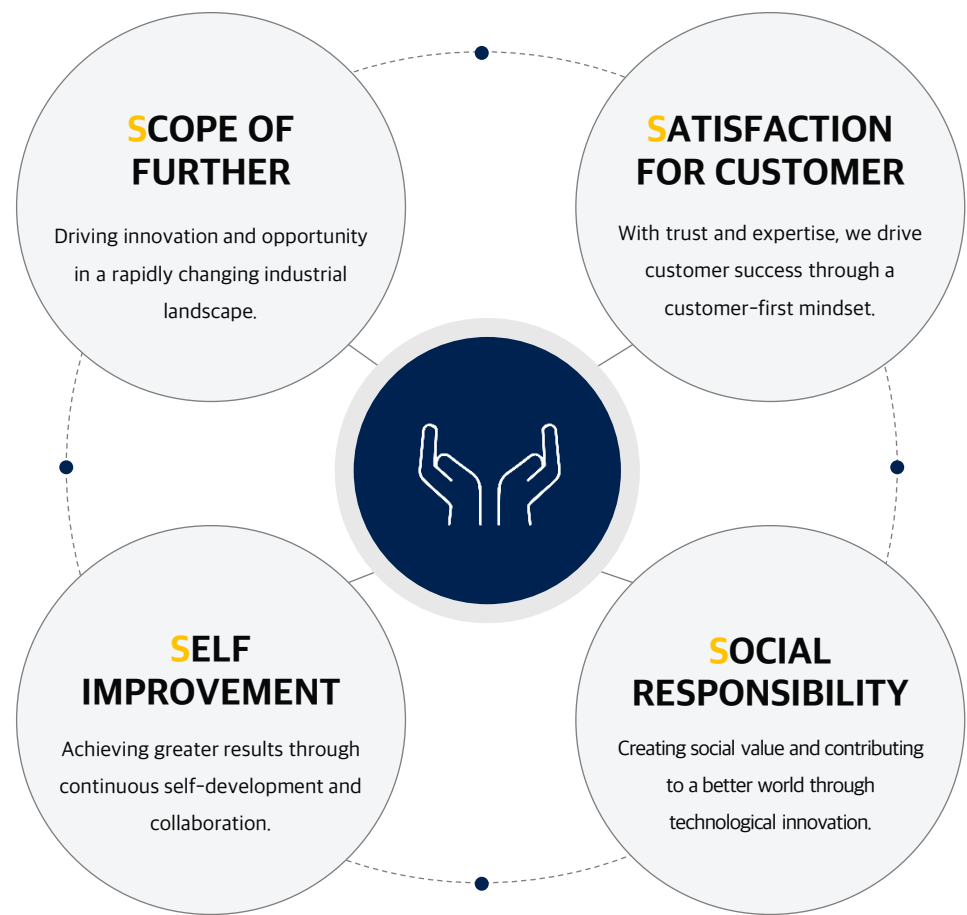 SCOPE OF
FURTHER
Driving innovation and opportunity
in a rapidly changing industrial
landscape.
SATISFACTION
FOR CUSTOMER
With trust and expertise, we drive
customer success through a
customer-first mindset.
SELF
IMPROVEMENT
Achieving greater results through
continuous self-development and
collaboration.
SOCIAL
RESPONSIBILITY
Creating social value and contributing
to a better world through
technological innovation.